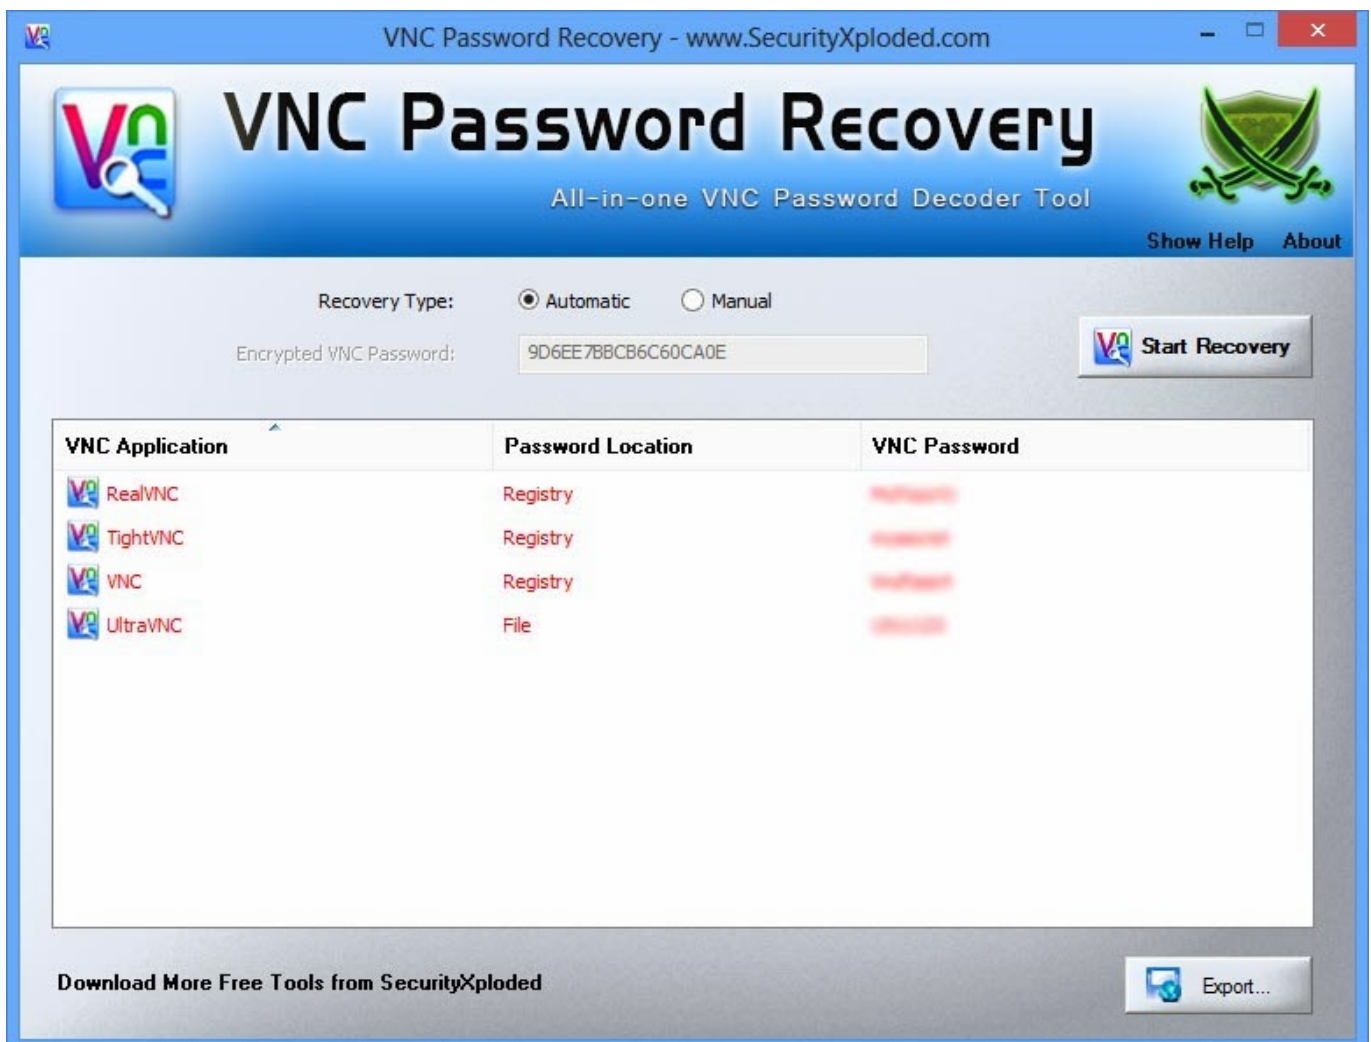 VNC Password Recovery - www.SecurityXploded.com
VNC Password Recovery
All-in-one VNC Password Decoder Tool
Show Help About
Recovery Type: Automatic Manual
Encrypted VNC Password: 9D6EE7BBCB6C60CA0E
Start Recovery
VNC Application Password Location VNC Password
RealVNC Registry
TightVNC Registry
VNC Registry
UltraVNC File
Download More Free Tools from SecurityXploded
Export...